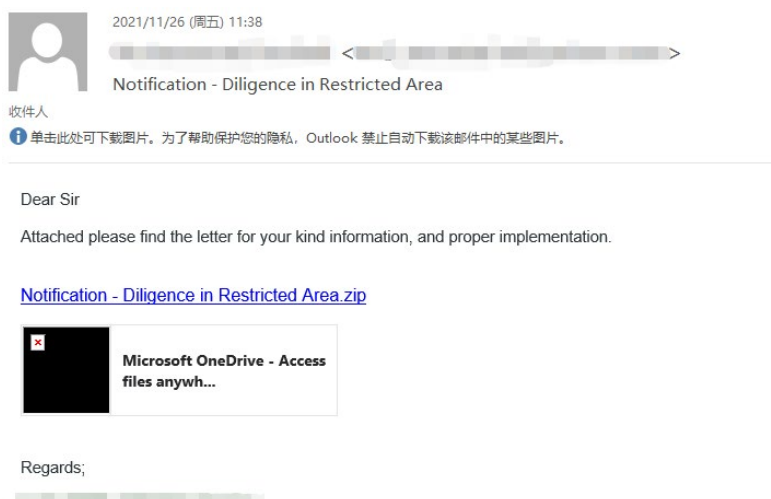 2021/11/26 (周五) 11:38
< >
Notification - Diligence in Restricted Area
收件人
单击此处可下载图片。为了帮助保护您的隐私，Outlook 禁止自动下载该邮件中的某些图片。
Dear Sir
Attached please find the letter for your kind information, and proper implementation.
Notification - Diligence in Restricted Area.zip
Microsoft OneDrive - Access
files anywh...
Regards;